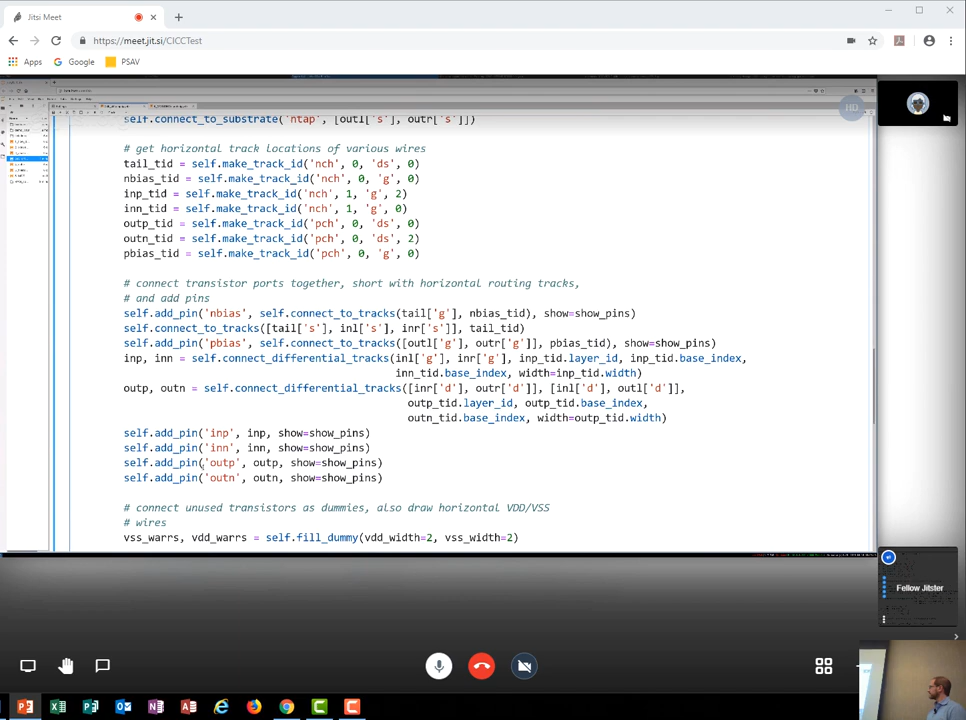 Jitsi Meet
https://meet.jit.si/CICCTest
Apps Google PSAV
HD
self.connect_to_substrate('ntap', [outl['s'], outr['s']])
# get horizontal track locations of various wires
tail_tid = self.make_track_id('nch', 0, 'ds', 0)
nbias_tid = self.make_track_id('nch', 0, 'g', 0)
inp_tid = self.make_track_id('nch', 1, 'g', 2)
inn_tid = self.make_track_id('nch', 1, 'g', 0)
outp_tid = self.make_track_id('pch', 0, 'ds', 0)
outn_tid = self.make_track_id('pch', 0, 'ds', 2)
pbias_tid = self.make_track_id('pch', 0, 'g', 0)
# connect transistor ports together, short with horizontal routing tracks,
# and add pins
self.add_pin('nbias', self.connect_to_tracks(tail['g'], nbias_tid), show=show_pins)
self.connect_to_tracks([tail['s'], inl['s'], inr['s']], tail_tid)
self.add_pin('pbias', self.connect_to_tracks([outl['g'], outr['g']], pbias_tid), show=show_pins)
inp, inn = self.connect_differential_tracks(inl['g'], inr['g'], inp_tid.layer_id, inp_tid.base_index,
inn_tid.base_index, width=inp_tid.width)
outp, outn = self.connect_differential_tracks([inr['d'], outr['d']], [inl['d'], outl['d']],
outp_tid.layer_id, outp_tid.base_index,
outn_tid.base_index, width=outp_tid.width)
self.add_pin('inp', inp, show=show_pins)
self.add_pin('inn', inn, show=show_pins)
self.add_pin('outp', outp, show=show_pins)
self.add_pin('outn', outn, show=show_pins)
# connect unused transistors as dummies, also draw horizontal VDD/VSS
# wires
vss_warrs, vdd_warrs = self.fill_dummy(vdd_width=2, vss_width=2)
Fellow Jitster